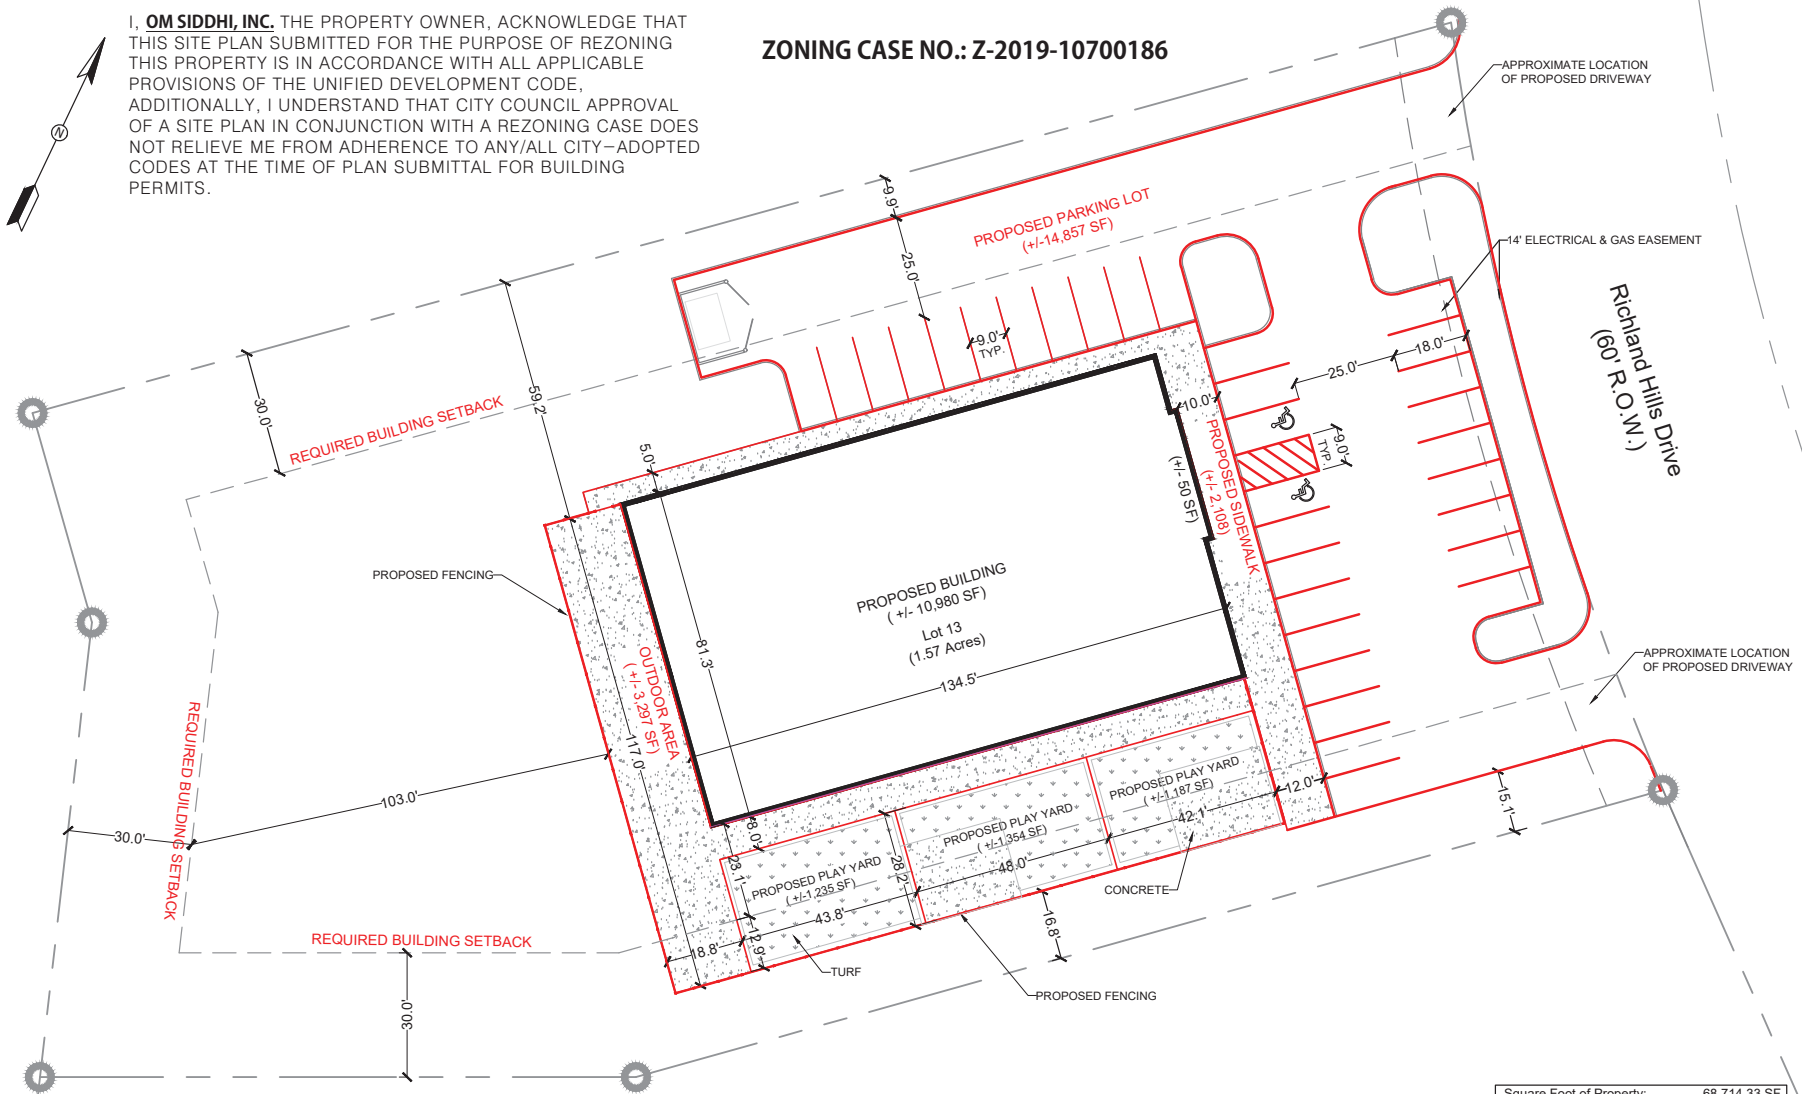 I, OM SIDDHI, INC. THE PROPERTY OWNER, ACKNOWLEDGE THAT
THIS SITE PLAN SUBMITTED FOR THE PURPOSE OF REZONING
THIS PROPERTY IS IN ACCORDANCE WITH ALL APPLICABLE
PROVISIONS OF THE UNIFIED DEVELOPMENT CODE,
ADDITIONALLY, I UNDERSTAND THAT CITY COUNCIL APPROVAL
OF A SITE PLAN IN CONJUNCTION WITH A REZONING CASE DOES
NOT RELIEVE ME FROM ADHERENCE TO ANY/ALL CITY–ADOPTED
CODES AT THE TIME OF PLAN SUBMITTAL FOR BUILDING
PERMITS.
N
ZONING CASE NO.: Z-2019-10700186
APPROXIMATE LOCATION
OF PROPOSED DRIVEWAY
9.9'
PROPOSED PARKING LOT
(+/-14,857 SF)
25.0'
14' ELECTRICAL & GAS EASEMENT
Richland Hills Drive
(60' R.O.W.)
9.0'
TYP.
25.0'
18.0'
30.0'
59.2'
REQUIRED BUILDING SETBACK
5.0'
10.0'
PROPOSED SIDEWALK
(+/- 2,108)
(+/- 50 SF)
9.0'
TYP.
PROPOSED FENCING
PROPOSED BUILDING
( +/- 10,980 SF)
Lot 13
(1.57 Acres)
81.3'
134.5'
OUTDOOR AREA
( +/- 3,297 SF)
117.0'
APPROXIMATE LOCATION
OF PROPOSED DRIVEWAY
REQUIRED BUILDING SETBACK
103.0'
30.0'
PROPOSED PLAY YARD
( +/-1,187 SF)
42.1'
12.0'
15.1'
PROPOSED PLAY YARD
( +/-1,354 SF)
48.0'
8.0'
23.1'
PROPOSED PLAY YARD
( +/-1,235 SF)
28.2'
43.8'
CONCRETE
16.8'
18.8'
12.9'
REQUIRED BUILDING SETBACK
TURF
PROPOSED FENCING
30.0'
Square Foot of Property: 68,714.33 SF